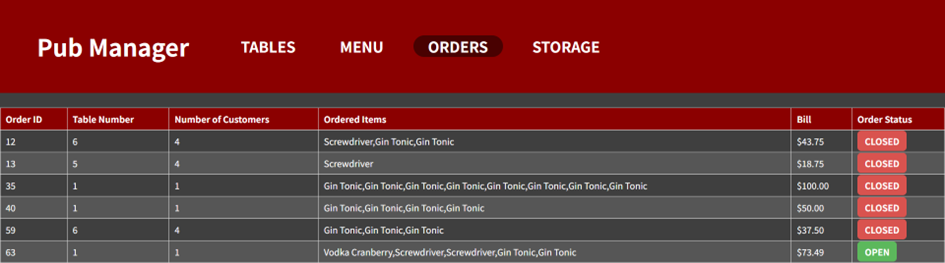 Pub Manager TABLES MENU ORDERS STORAGE
Order ID Table Number Number of Customers Ordered Items Bill Order Status
12 6 4 Screwdriver,Gin Tonic,Gin Tonic $43.75 CLOSED
13 5 4 Screwdriver $18.75 CLOSED
35 1 1 Gin Tonic,Gin Tonic,Gin Tonic,Gin Tonic,Gin Tonic,Gin Tonic,Gin Tonic,Gin Tonic $100.00 CLOSED
40 1 1 Gin Tonic,Gin Tonic,Gin Tonic,Gin Tonic $50.00 CLOSED
59 6 4 Gin Tonic,Gin Tonic,Gin Tonic $37.50 CLOSED
63 1 1 Vodka Cranberry,Screwdriver,Screwdriver,Gin Tonic,Gin Tonic $73.49 OPEN